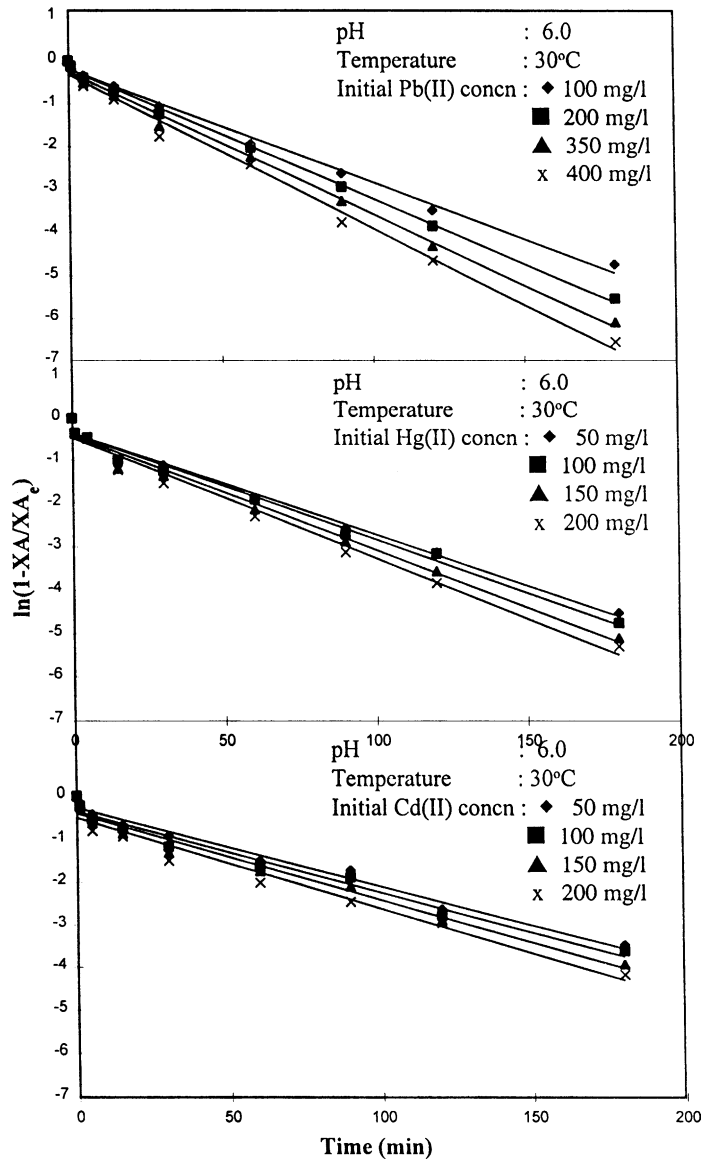 1
0
-1
-2
-3
-4
-5
-6
-7
pH : 6.0
Temperature : 30ºC
Initial Pb(II) concn : ◆ 100 mg/l
■ 200 mg/l
▲ 350 mg/l
x 400 mg/l
1
0
-1
-2
-3
-4
-5
-6
-7
pH : 6.0
Temperature : 30ºC
Initial Hg(II) concn : ◆ 50 mg/l
■ 100 mg/l
▲ 150 mg/l
x 200 mg/l
ln(1-XA/XAe)
0 50 100 150 200
pH : 6.0
Temperature : 30ºC
Initial Cd(II) concn : ◆ 50 mg/l
■ 100 mg/l
▲ 150 mg/l
x 200 mg/l
0
-1
-2
-3
-4
-5
-6
-7
0 50 100 150 200
Time (min)